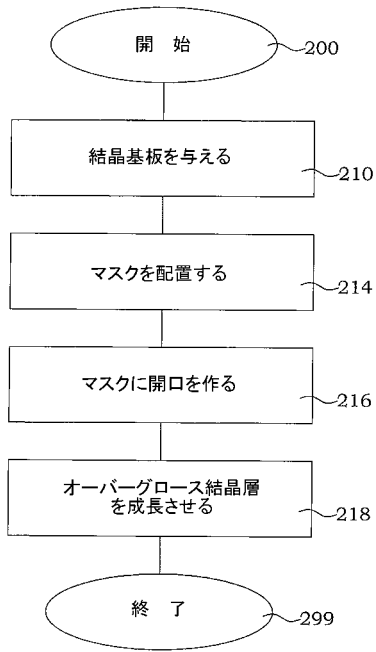 開 始
200
結晶基板を与える
210
マスクを配置する
214
マスクに開口を作る
216
オーバーグロース結晶層
を成長させる
218
終 了
299